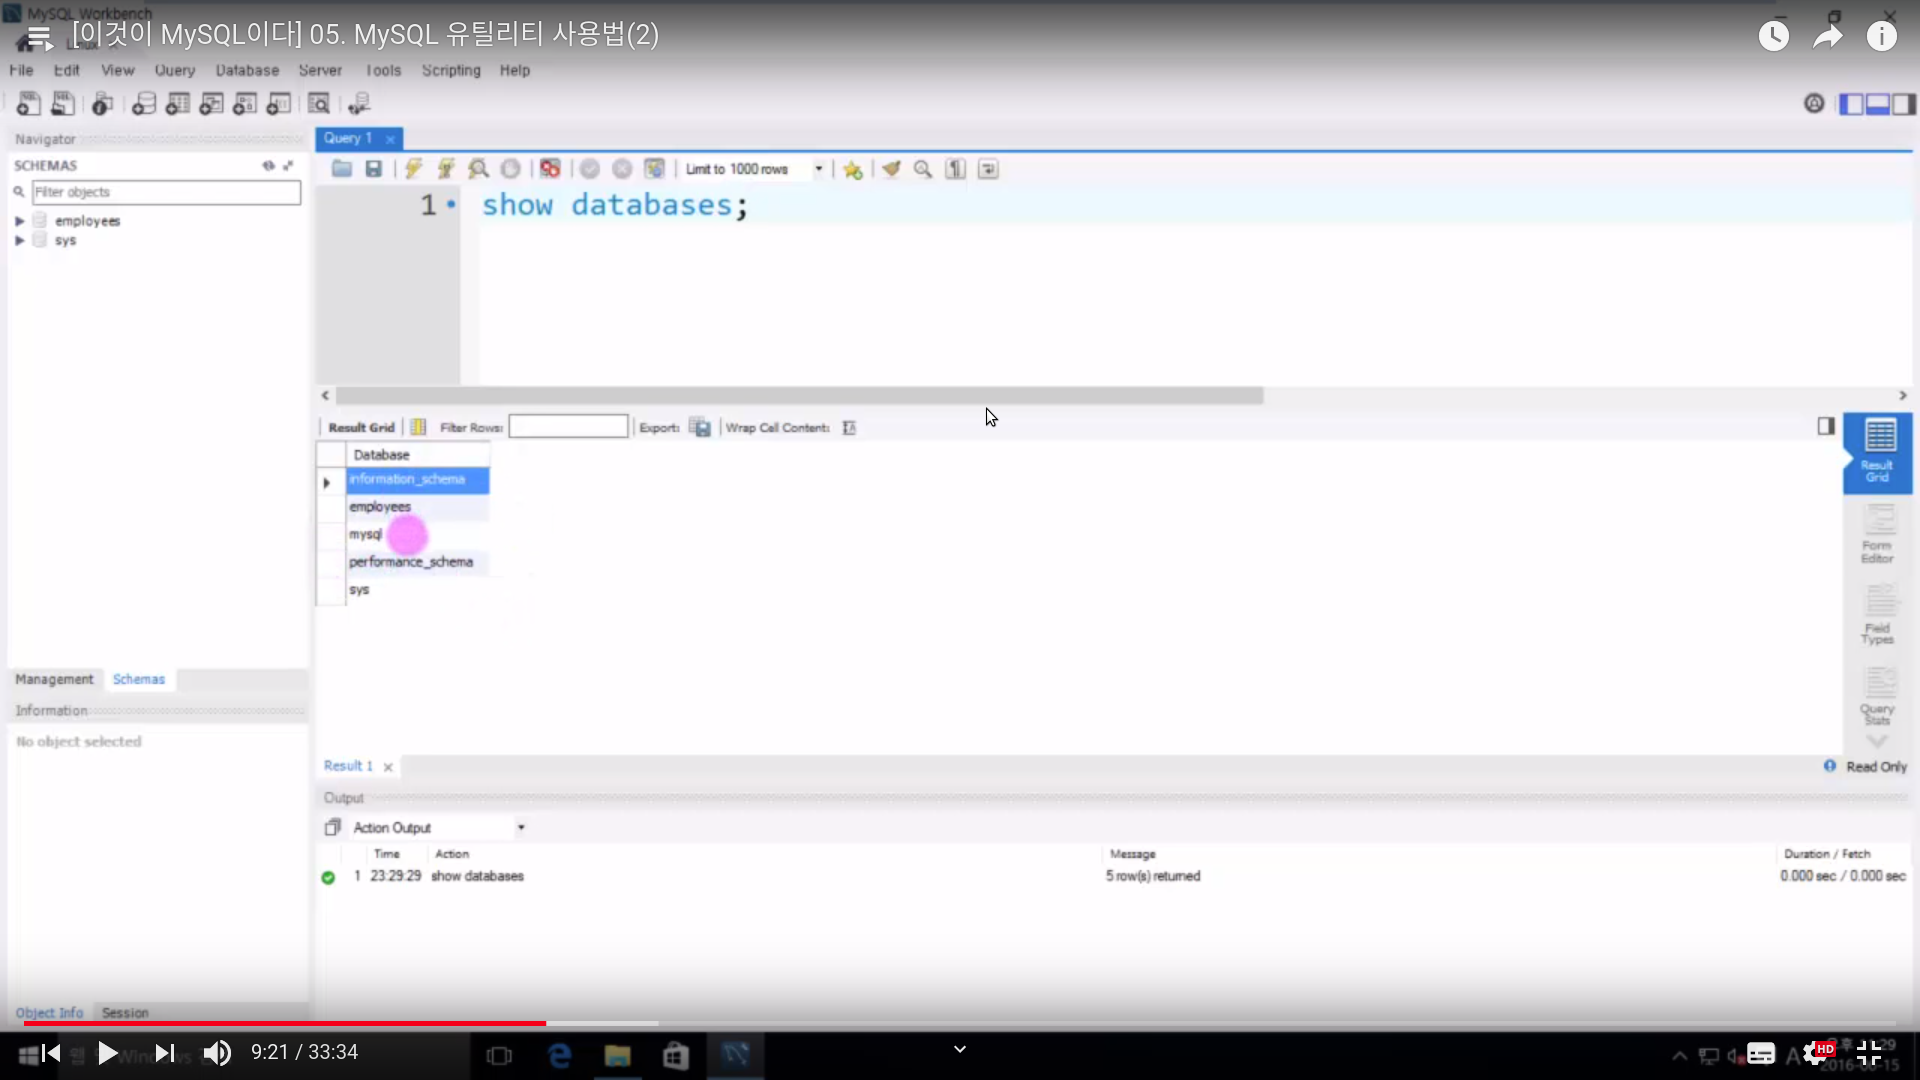 MySQL Workbench
[이것이 MySQL이다] 05. MySQL 유틸리티 사용법(2)
File Edit View Query Database Server Tools Scripting Help
Navigator
Query 1
SCHEMAS
Limit to 1000 rows
Filter objects
employees
sys
1 show databases;
Result Grid Filter Rows: Export: Wrap Cell Content:
Database
information_schema
employees
mysql
performance_schema
sys
Result Grid
Form Editor
Field Types
Query Stats
Management Schemas
Information
No object selected
Result 1
Read Only
Output
Action Output
Time Action Message Duration / Fetch
1 23:29:29 show databases 5 row(s) returned 0.000 sec / 0.000 sec
Object Info Session
9:21 / 33:34
HD